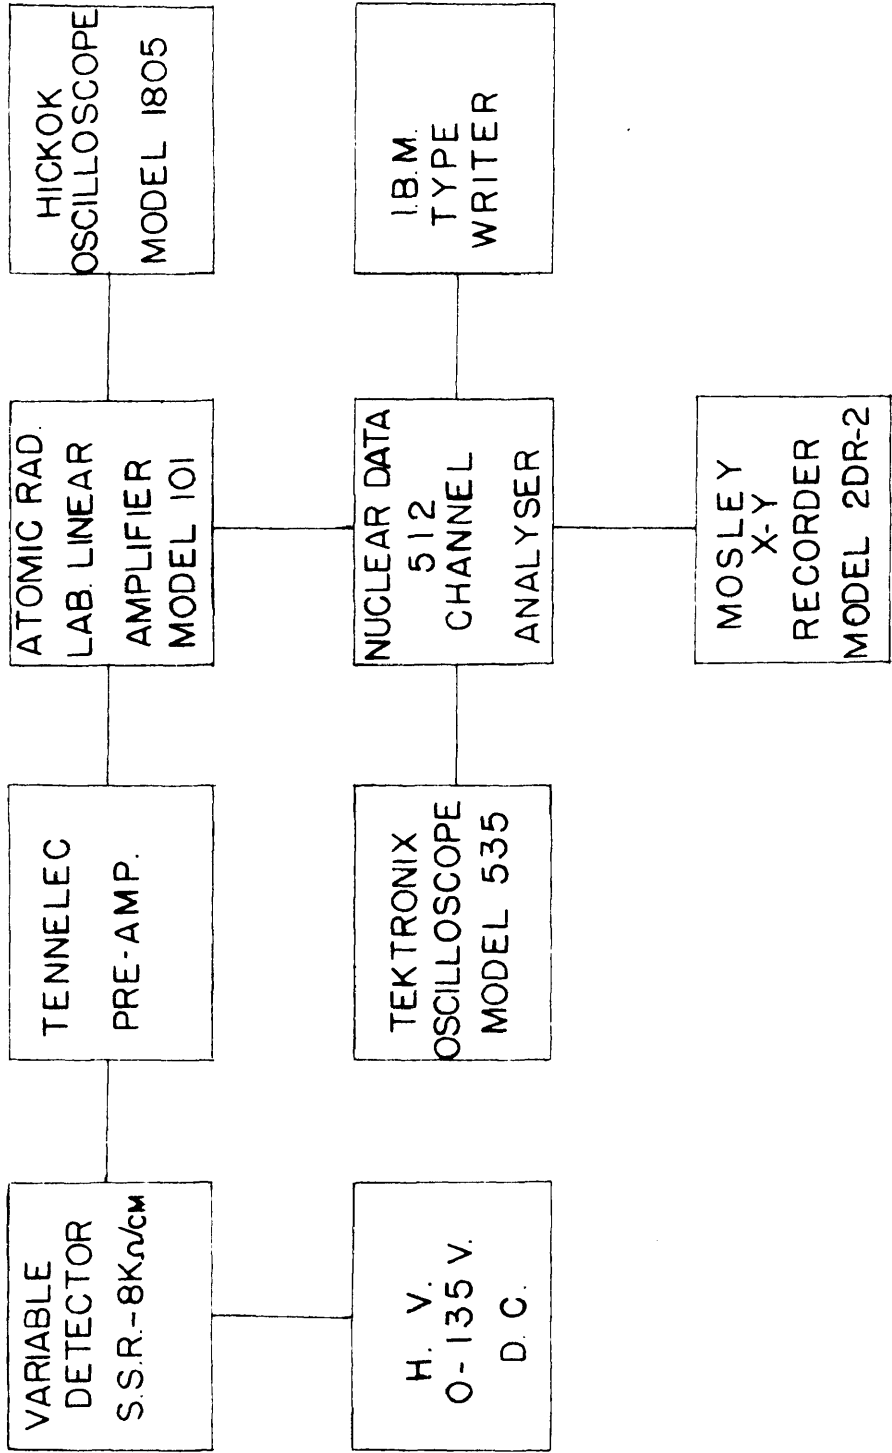 VARIABLE
DETECTOR
S.S.R.-8KΩ/CM
TENNELEC
PRE-AMP.
ATOMIC RAD.
LAB. LINEAR
AMPLIFIER
MODEL 101
HICKOK
OSCILLOSCOPE
MODEL 1805
H. V.
0-135 V.
D.C.
TEKTRONIX
OSCILLOSCOPE
MODEL 535
NUCLEAR DATA
512
CHANNEL
ANALYSER
I.B.M.
TYPE
WRITER
MOSLEY
X-Y
RECORDER
MODEL 2DR-2